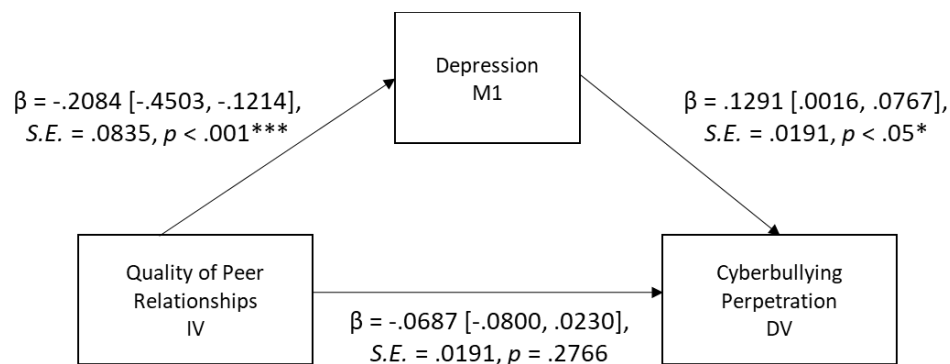 Depression
M1
β = -.2084 [-.4503, -.1214],
S.E. = .0835, p < .001***
β = .1291 [.0016, .0767],
S.E. = .0191, p < .05*
Quality of Peer
Relationships
IV
Cyberbullying
Perpetration
DV
β = -.0687 [-.0800, .0230],
S.E. = .0191, p = .2766